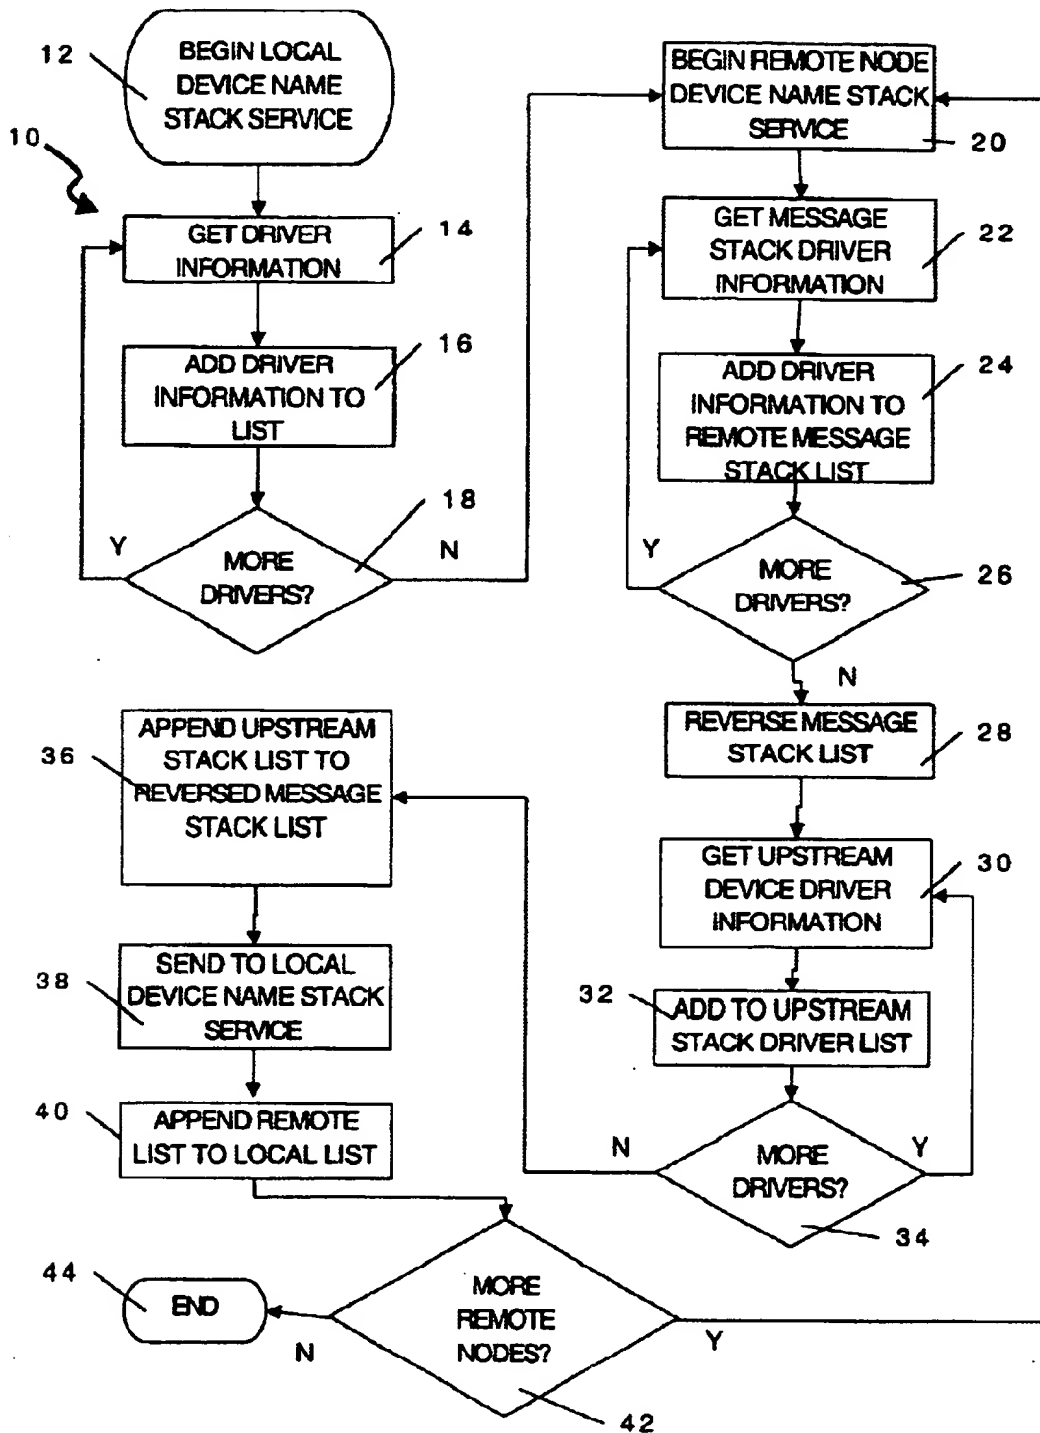 12
BEGIN LOCAL
DEVICE NAME
STACK SERVICE
10
GET DRIVER
INFORMATION
14
ADD DRIVER
INFORMATION TO
LIST
16
MORE
DRIVERS?
18
Y
N
BEGIN REMOTE NODE
DEVICE NAME STACK
SERVICE
20
GET MESSAGE
STACK DRIVER
INFORMATION
22
ADD DRIVER
INFORMATION TO
REMOTE MESSAGE
STACK LIST
24
MORE
DRIVERS?
26
Y
N
REVERSE MESSAGE
STACK LIST
28
GET UPSTREAM
DEVICE DRIVER
INFORMATION
30
32
ADD TO UPSTREAM
STACK DRIVER LIST
MORE
DRIVERS?
34
N
Y
36
APPEND UPSTREAM
STACK LIST TO
REVERSED MESSAGE
STACK LIST
38
SEND TO LOCAL
DEVICE NAME STACK
SERVICE
40
APPEND REMOTE
LIST TO LOCAL LIST
MORE
REMOTE
NODES?
42
N
Y
44
END